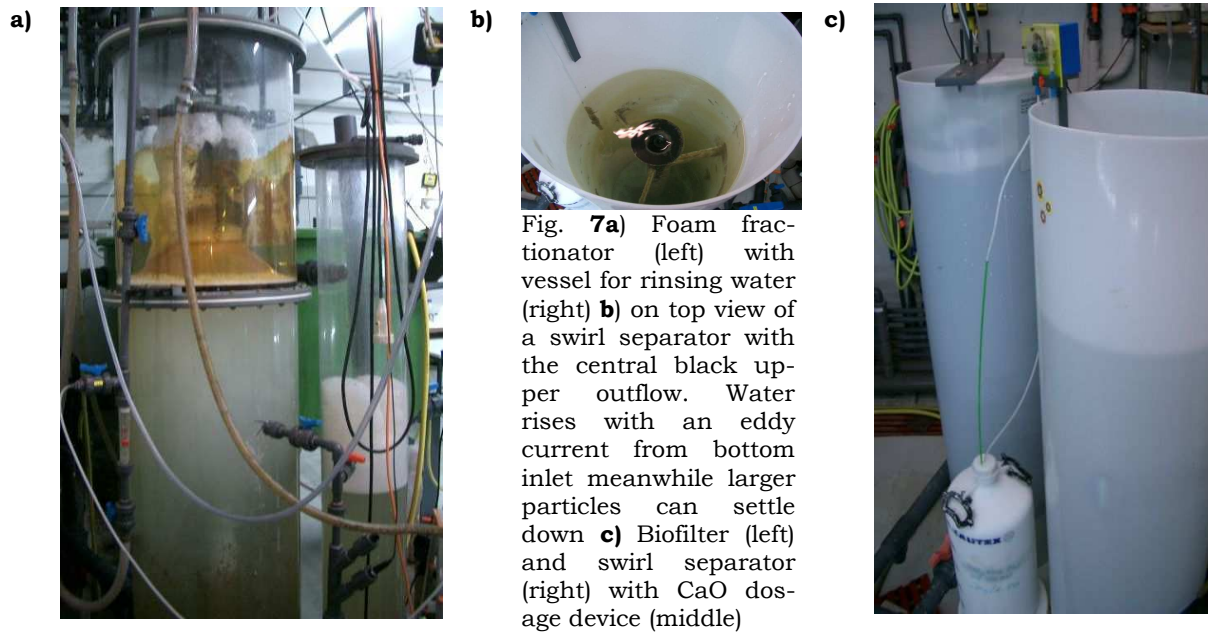 a)
b)
c)
Fig. 7a) Foam frac-
tionator (left) with
vessel for rinsing water
(right) b) on top view of
a swirl separator with
the central black up-
per outflow. Water
rises with an eddy
current from bottom
inlet meanwhile larger
particles can settle
down c) Biofilter (left)
and swirl separator
(right) with CaO dos-
age device (middle)